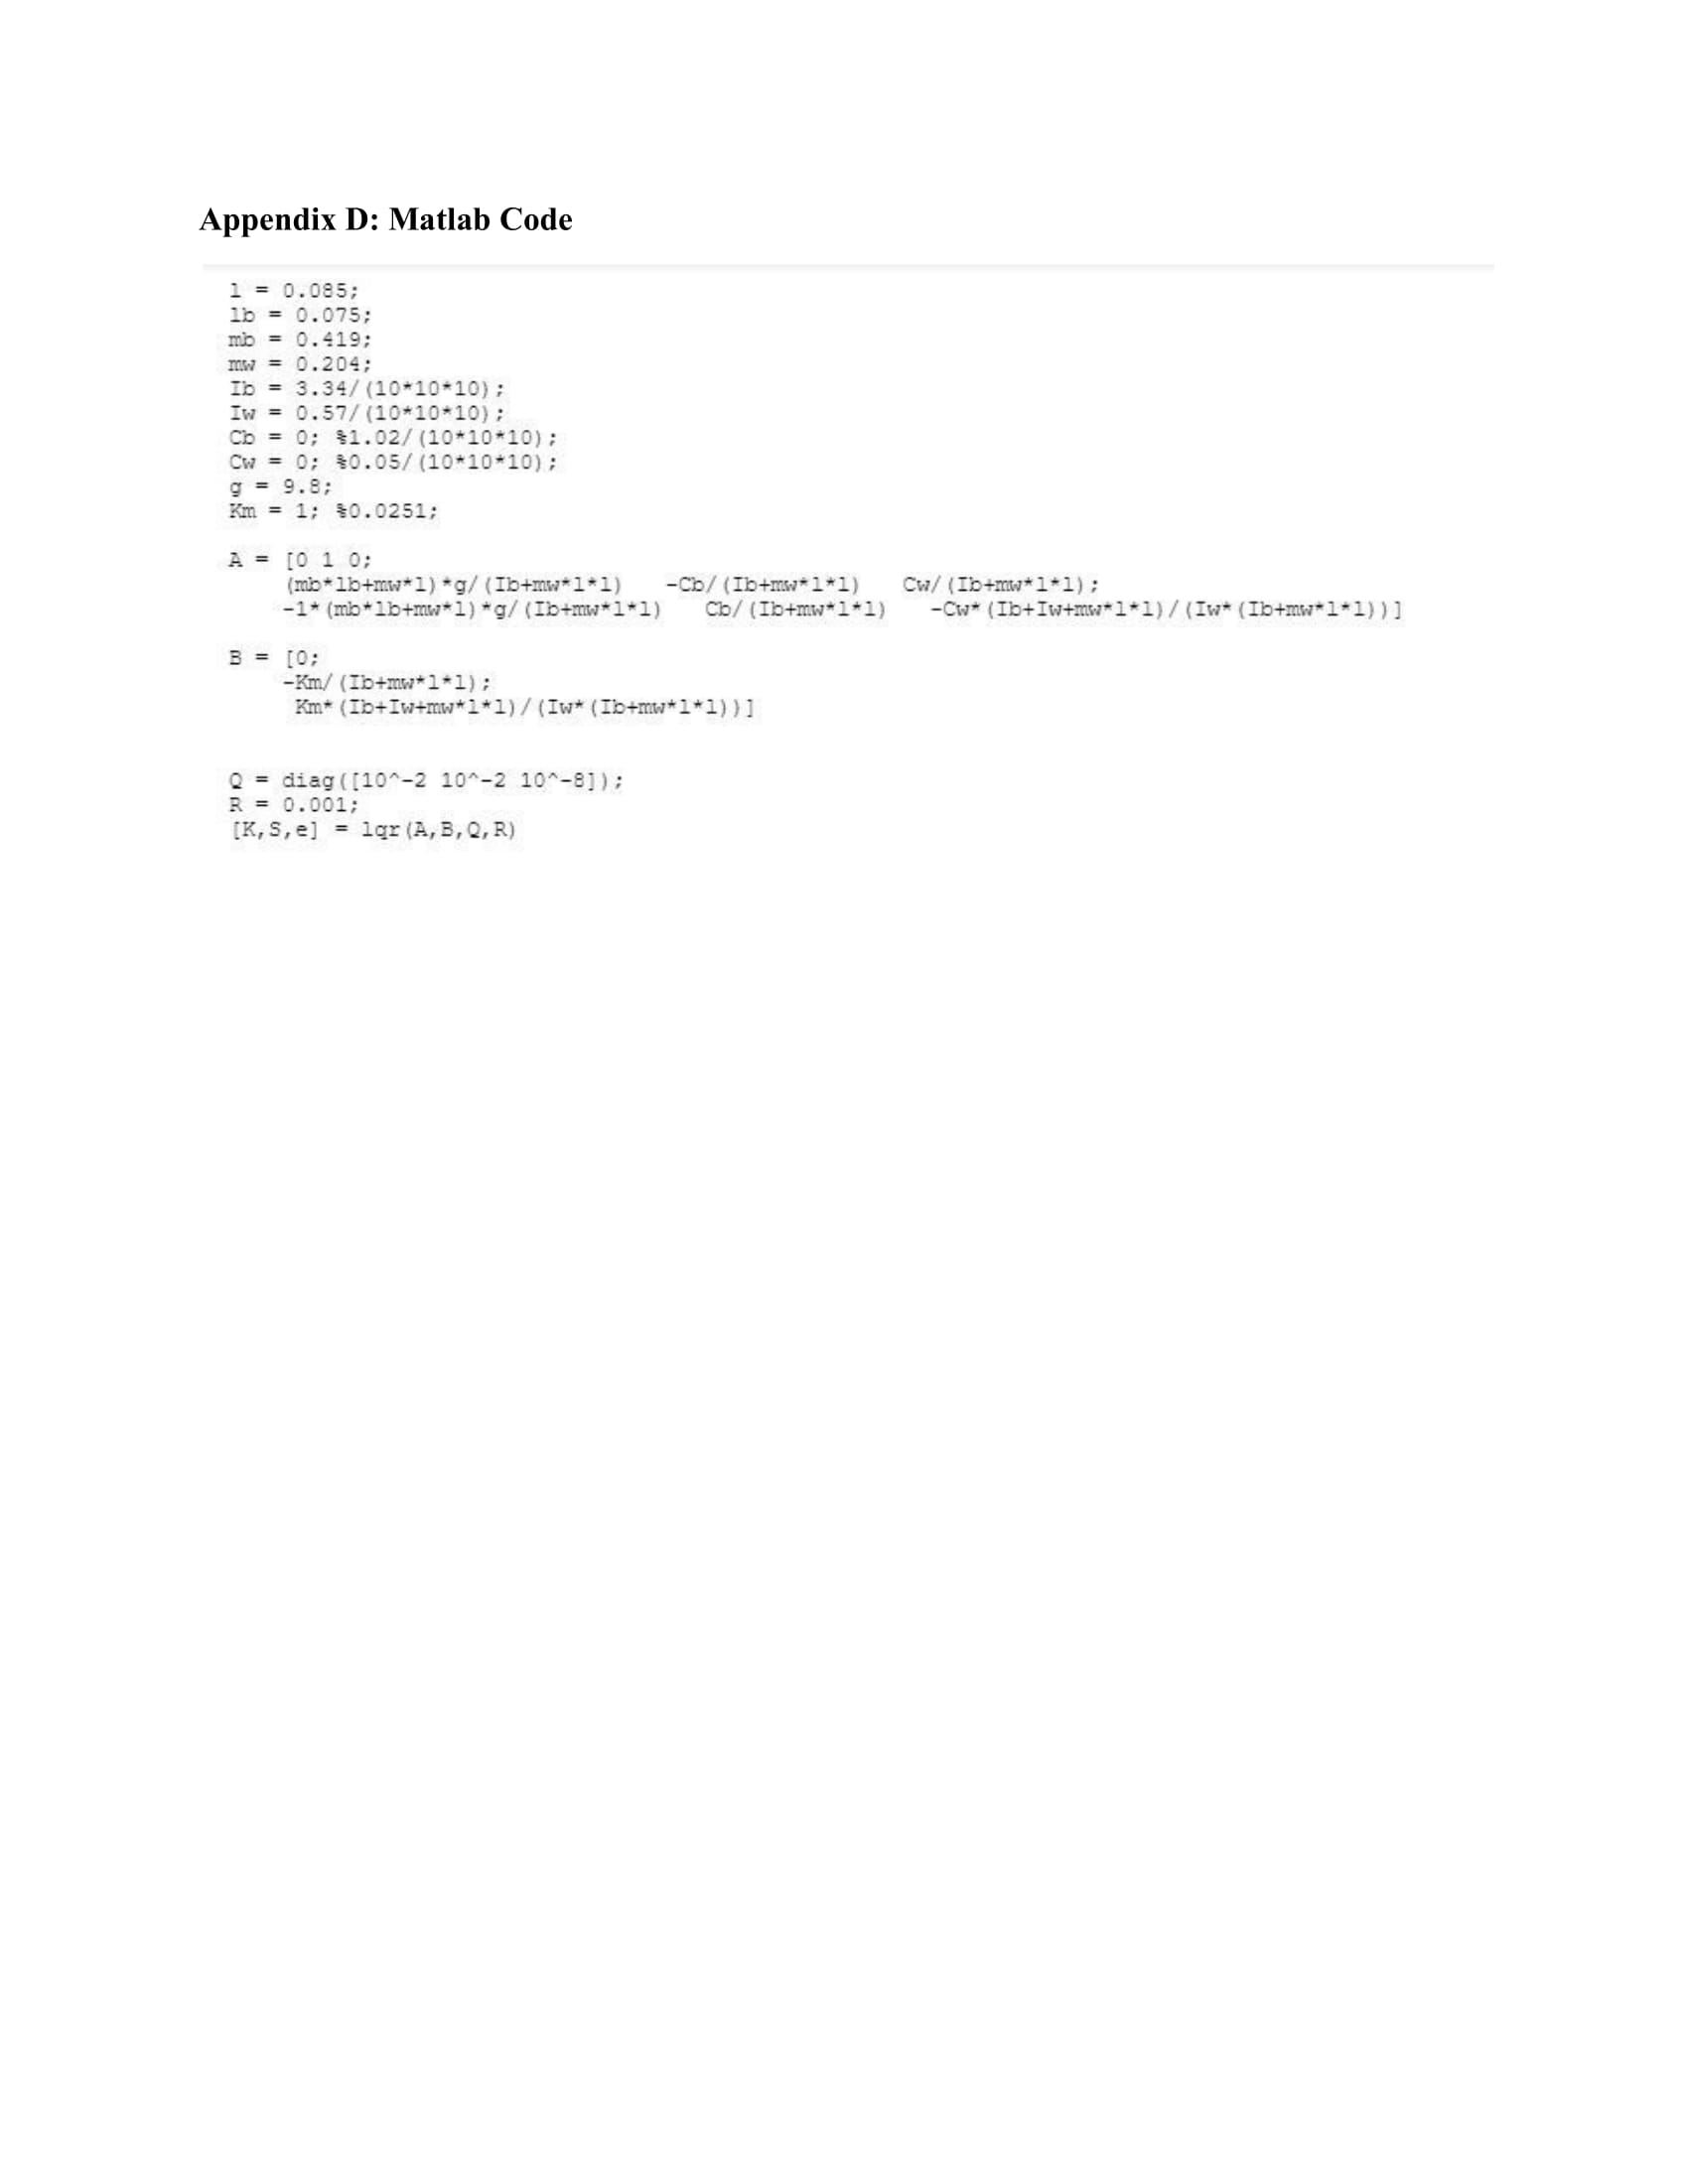 Appendix D: Matlab Code
l = 0.085;
lb = 0.075;
mb = 0.419;
mw = 0.204;
Ib = 3.34/(10*10*10);
Iw = 0.57/(10*10*10);
Cb = 0; %1.02/(10*10*10);
Cw = 0; %0.05/(10*10*10);
g = 9.8;
Km = 1; %0.0251;
A = [0 1 0;
(mb*lb+mw*l)*g/(Ib+mw*l*l) -Cb/(Ib+mw*l*l) Cw/(Ib+mw*l*l);
-1*(mb*lb+mw*l)*g/(Ib+mw*l*l) Cb/(Ib+mw*l*l) -Cw*(Ib+Iw+mw*l*l)/(Iw*(Ib+mw*l*l))]
B = [0;
-Km/(Ib+mw*l*l);
Km*(Ib+Iw+mw*l*l)/(Iw*(Ib+mw*l*l))]
Q = diag([10^-2 10^-2 10^-8]);
R = 0.001;
[K,S,e] = lqr(A,B,Q,R)